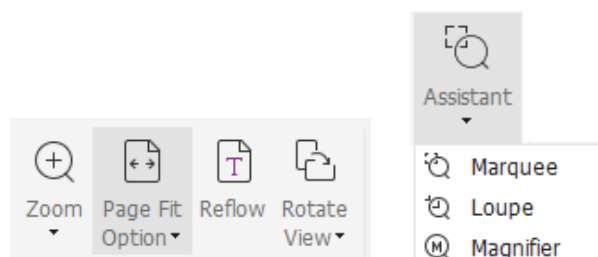 Assistant
Zoom
Page Fit
Option
Reflow
Rotate
View
Marquee
Loupe
M
Magnifier